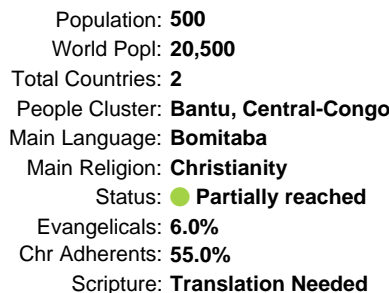 Population: 500
World Popl: 20,500
Total Countries: 2
People Cluster: Bantu, Central-Congo
Main Language: Bomitaba
Main Religion: Christianity
Status: Partially reached
Evangelicals: 6.0%
Chr Adherents: 55.0%
Scripture: Translation Needed